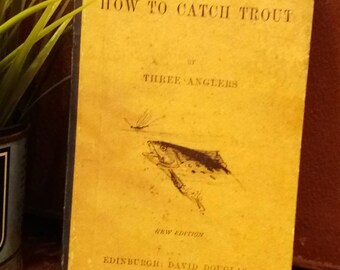 HOW TO CATCH TROUT
BY
THREE ANGLERS
NEW EDITION
EDINBURGH: DAVID DOUGLAS